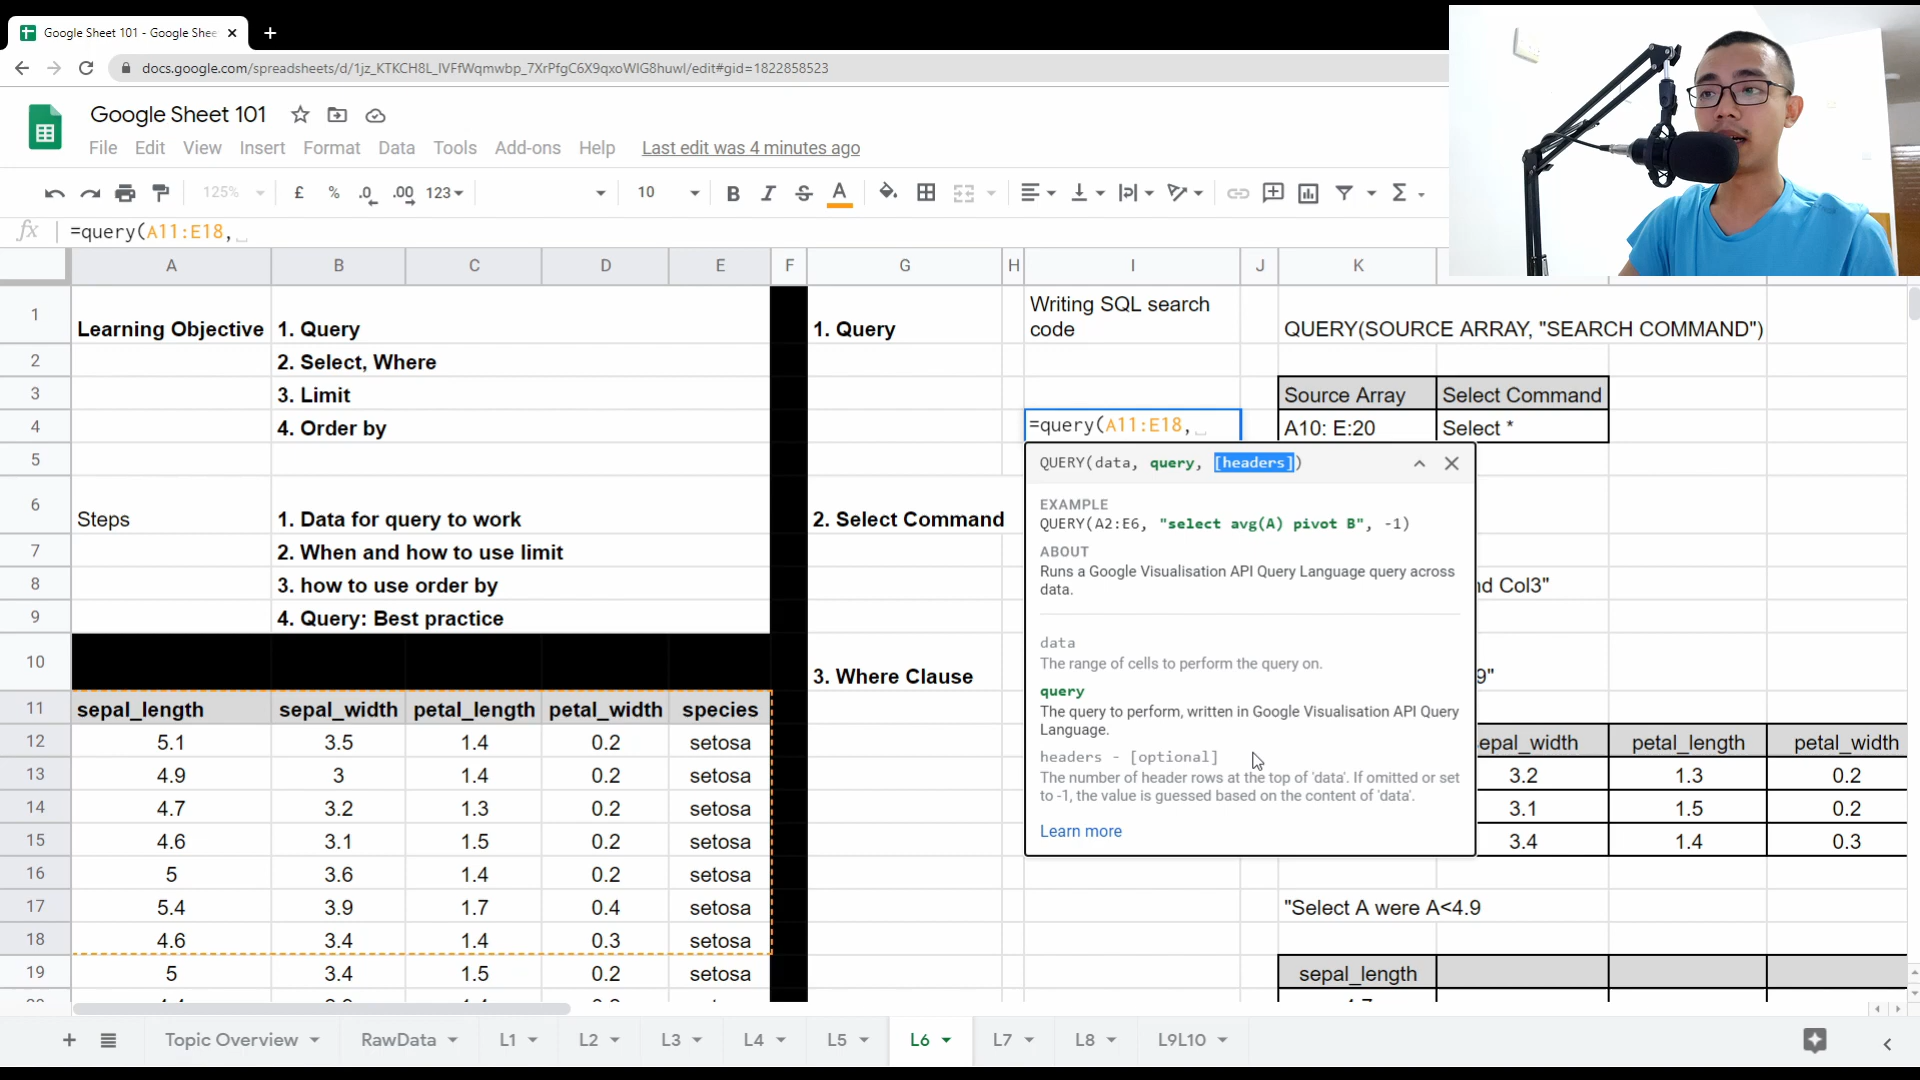 Google Sheet 101 - Google Shee
docs.google.com/spreadsheets/d/1jz_KTKCH8L_IVFfWqmwbp_7XrPfgC6X9qxoWIG8huwI/edit#gid=1822858523
Google Sheet 101
File Edit View Insert Format Data Tools Add-ons Help Last edit was 4 minutes ago
125% £ % .0 .00 123 10 B I S A Σ
fx =query(A11:E18,
A B C D E F G H I J K
1 Learning Objective 1. Query 1. Query Writing SQL search code QUERY(SOURCE ARRAY, "SEARCH COMMAND")
2 2. Select, Where
3 3. Limit Source Array Select Command
4 4. Order by =query(A11:E18, A10: E:20 Select *
5 QUERY(data, query, [headers])
EXAMPLE
6 Steps 1. Data for query to work 2. Select Command QUERY(A2:E6, "select avg(A) pivot B", -1)
7 2. When and how to use limit ABOUT
Runs a Google Visualisation API Query Language query across
data.
8 3. how to use order by nd Col3"
9 4. Query: Best practice
data
The range of cells to perform the query on.
10 3. Where Clause 9"
query
The query to perform, written in Google Visualisation API Query
Language.
11 sepal_length sepal_width petal_length petal_width species
12 5.1 3.5 1.4 0.2 setosa epal_width petal_length petal_width
headers - [optional]
The number of header rows at the top of 'data'. If omitted or set
to -1, the value is guessed based on the content of 'data'.
13 4.9 3 1.4 0.2 setosa 3.2 1.3 0.2
14 4.7 3.2 1.3 0.2 setosa 3.1 1.5 0.2
Learn more
15 4.6 3.1 1.5 0.2 setosa 3.4 1.4 0.3
16 5 3.6 1.4 0.2 setosa
17 5.4 3.9 1.7 0.4 setosa "Select A were A<4.9
18 4.6 3.4 1.4 0.3 setosa
19 5 3.4 1.5 0.2 setosa sepal_length
Topic Overview RawData L1 L2 L3 L4 L5 L6 L7 L8 L9L10